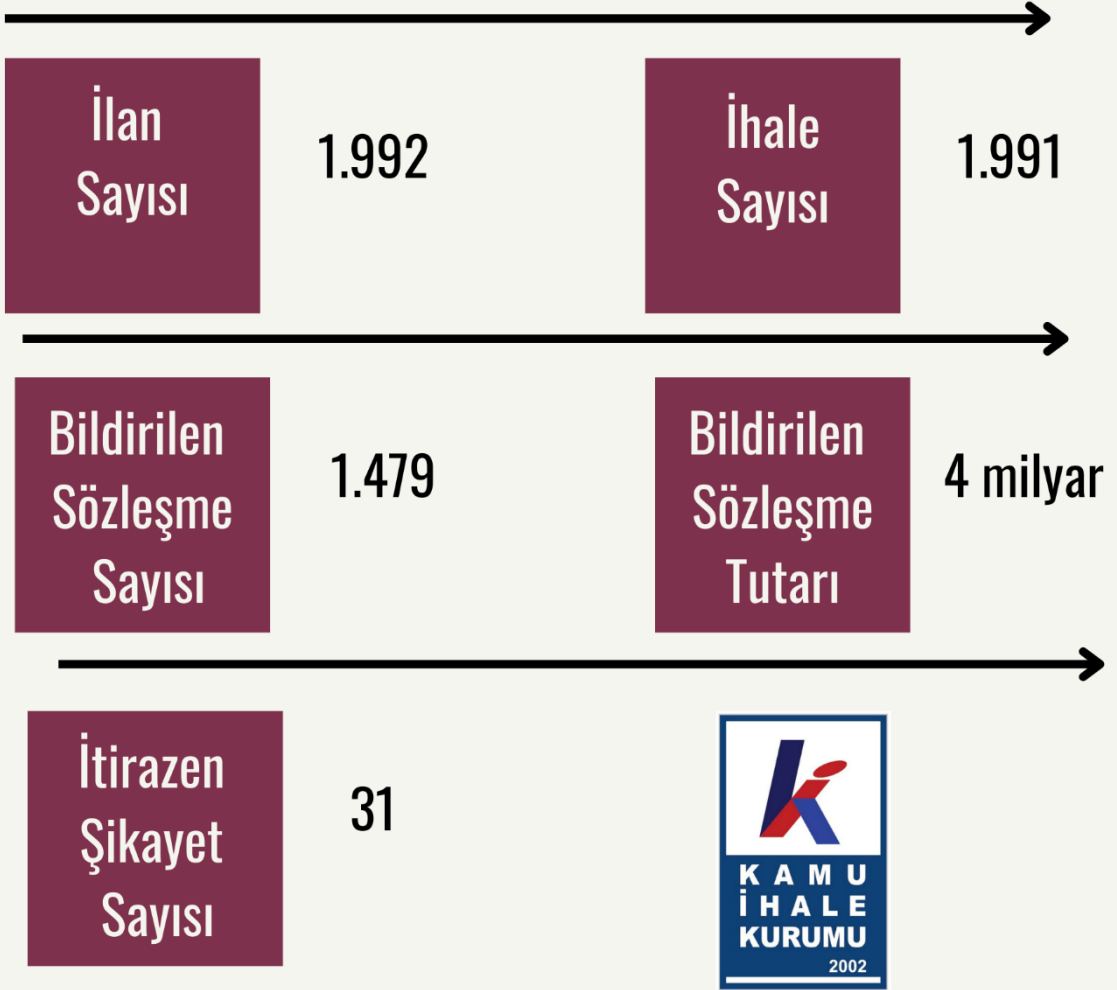 İlan
Sayısı
1.992
İhale
Sayısı
1.991
Bildirilen
Sözleşme
Sayısı
1.479
Bildirilen
Sözleşme
Tutarı
4 milyar
İtirazen
Şikayet
Sayısı
31
KAMU
İHALE
KURUMU
2002